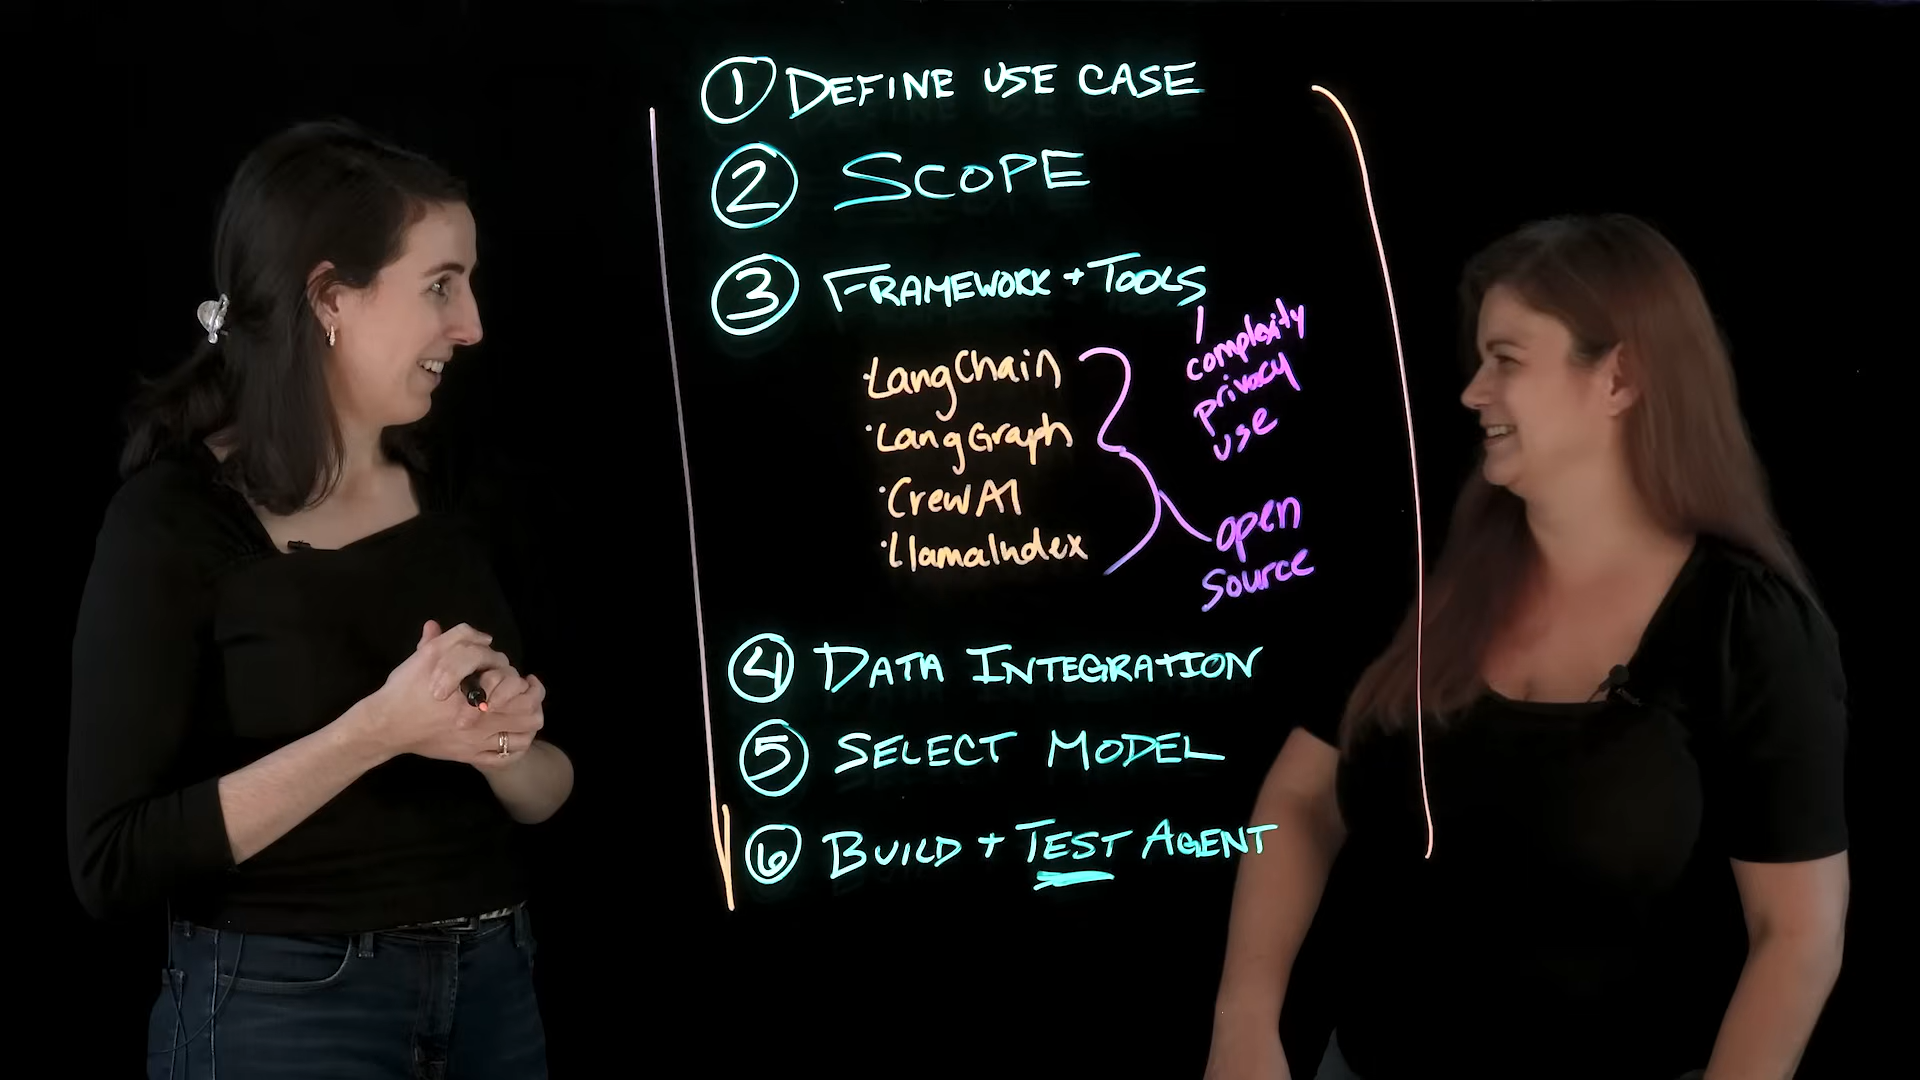 ① DEFINE USE CASE
② SCOPE
③ FRAMEWORK + TOOLS
complexity
privacy
use
·LangChain
·LangGraph
·CrewAI
·LlamaIndex
open
source
④ DATA INTEGRATION
⑤ SELECT MODEL
⑥ BUILD + TEST AGENT